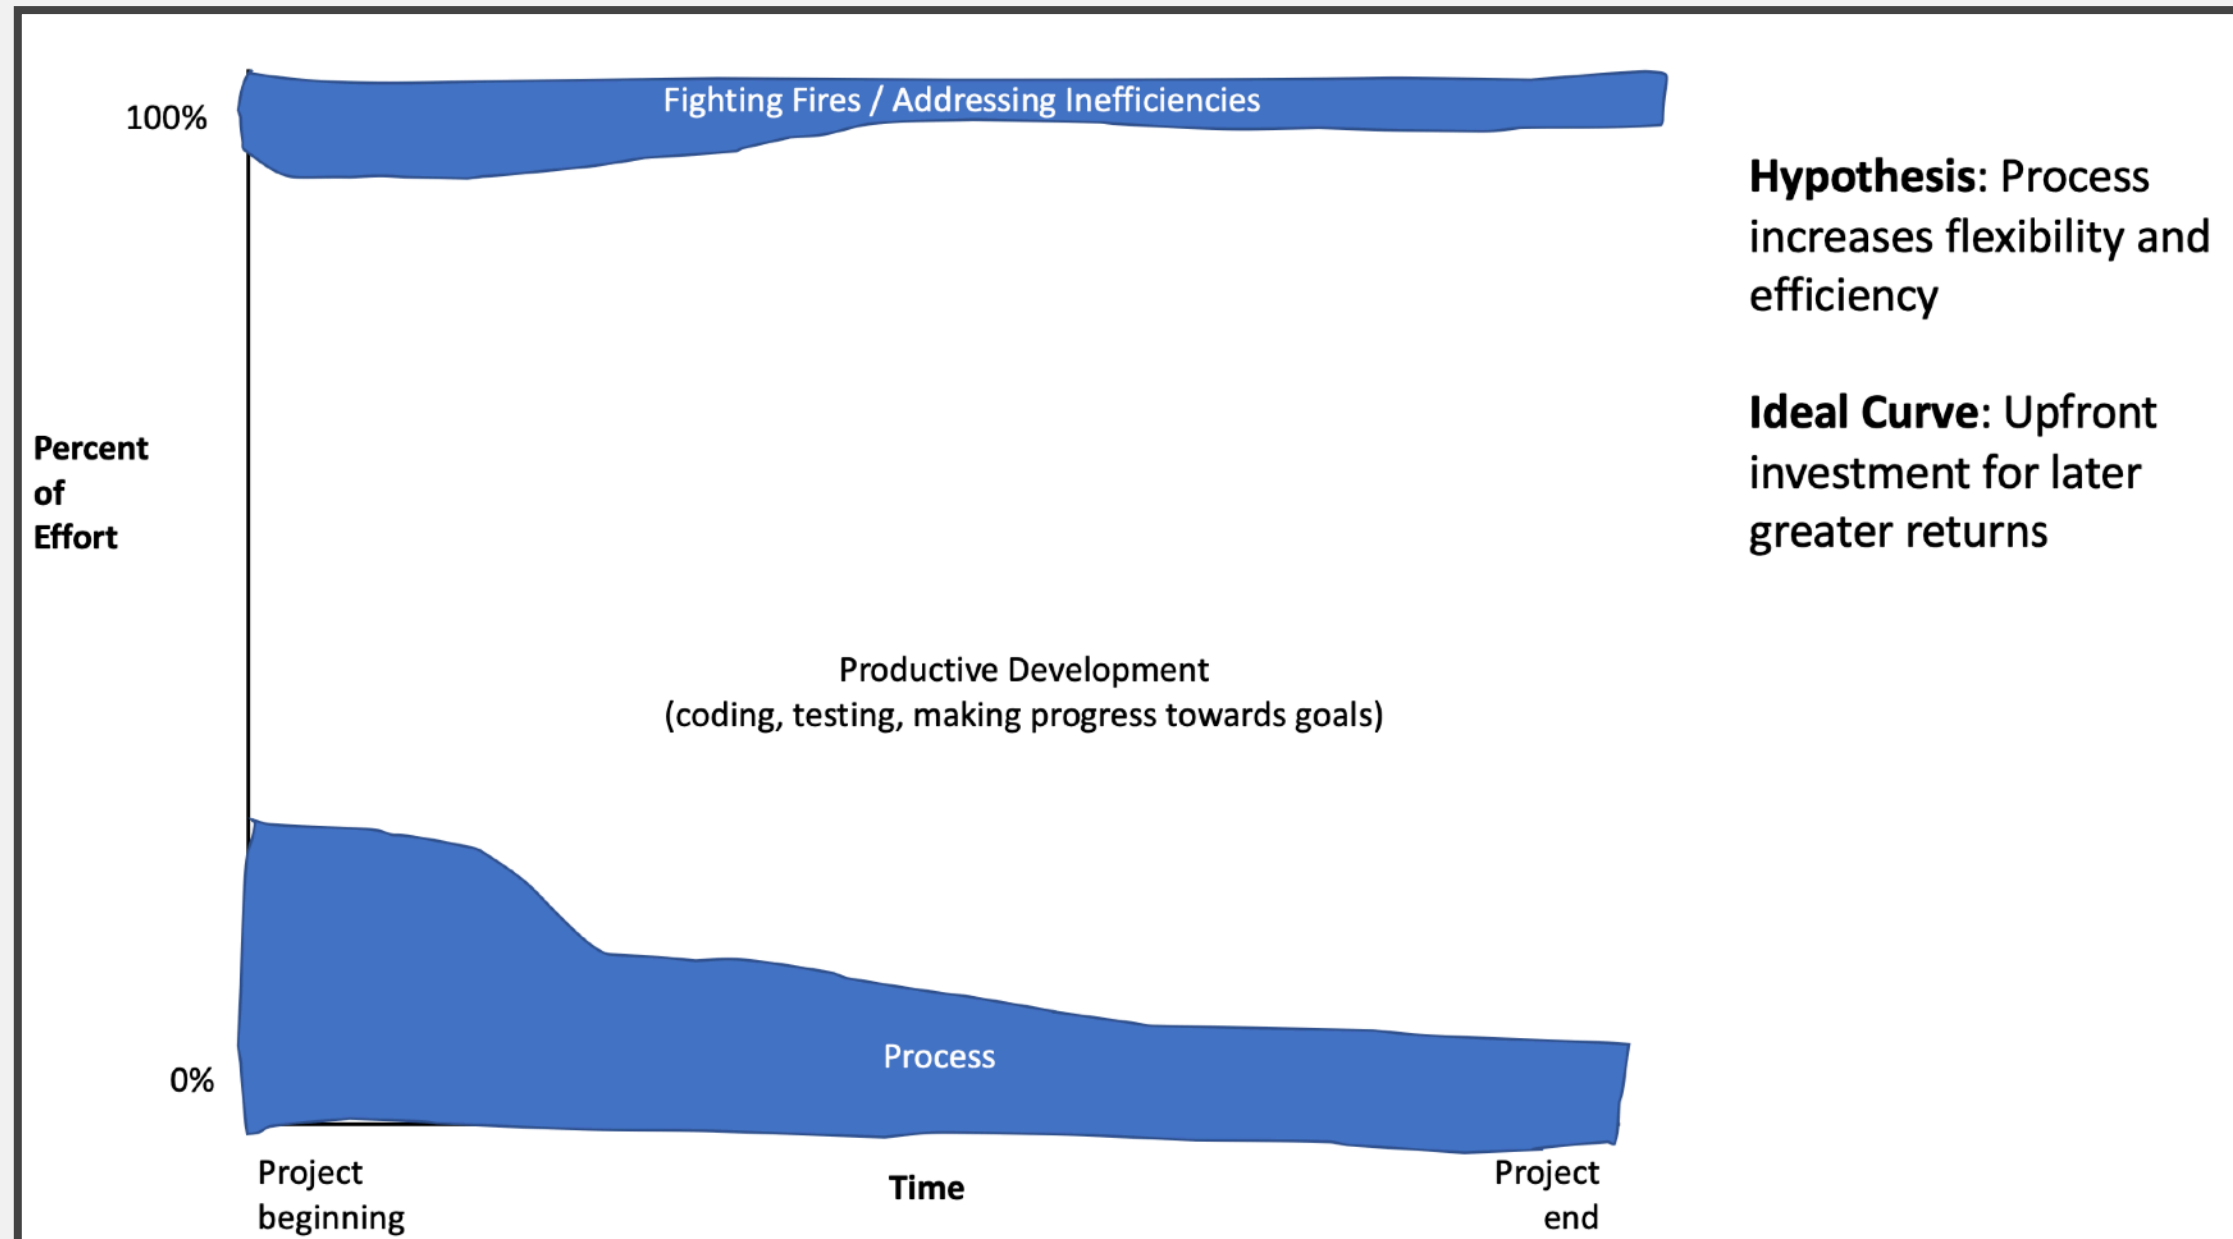 100%
Fighting Fires / Addressing Inefficiencies
Hypothesis: Process
increases flexibility and
efficiency
Ideal Curve: Upfront
investment for later
greater returns
Percent
of
Effort
Productive Development
(coding, testing, making progress towards goals)
Process
0%
Project
beginning
Time
Project
end